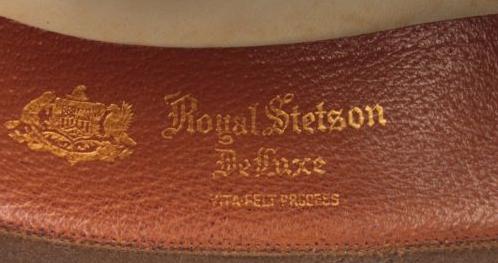 Royal Stetson
DeLuxe
VITA-FELT PROCESS